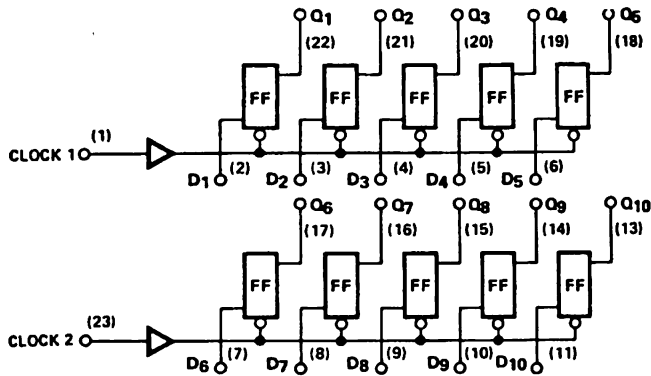 Q1 Q2 Q3 Q4 Q5
(22) (21) (20) (19) (18)
FF FF FF FF FF
(1)
CLOCK 1
D1 (2) D2 (3) D3 (4) D4 (5) D5 (6)
Q6 Q7 Q8 Q9 Q10
(17) (16) (15) (14) (13)
FF FF FF FF FF
(23)
CLOCK 2
D6 (7) D7 (8) D8 (9) D9 (10) D10 (11)